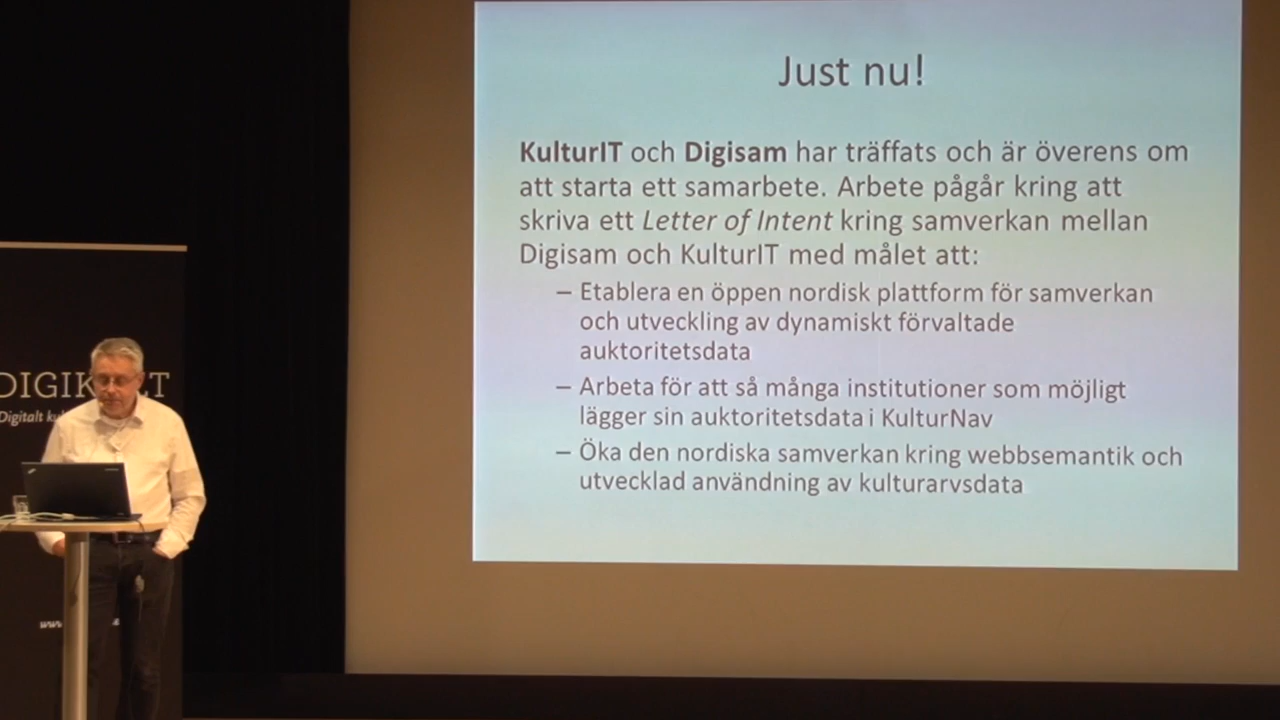 Just nu!
KulturIT och Digisam har träffats och är överens om
att starta ett samarbete. Arbete pågår kring att
skriva ett Letter of Intent kring samverkan mellan
Digisam och KulturIT med målet att:
– Etablera en öppen nordisk plattform för samverkan
och utveckling av dynamiskt förvaltade
auktoritetsdata
– Arbeta för att så många institutioner som möjligt
lägger sin auktoritetsdata i KulturNav
– Öka den nordiska samverkan kring webbsemantik och
utvecklad användning av kulturarvsdata
Digitalt